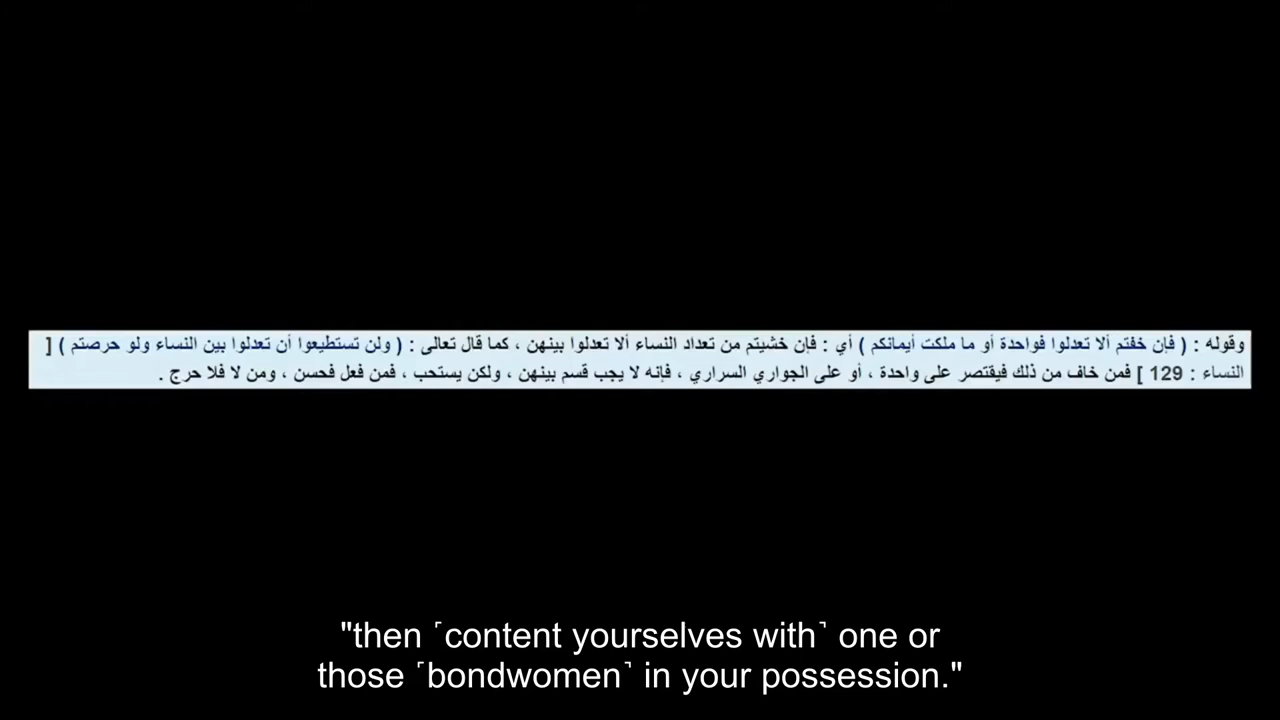 وقوله : ( فإن خفتم ألا تعدلوا فواحدة أو ما ملكت أيمانكم ) أي : فإن خشيتم من تعداد النساء ألا تعدلوا بينهن ، كما قال تعالى : ( ولن تستطيعوا أن تعدلوا بين النساء ولو حرصتم ) [
النساء : 129 ] فمن خاف من ذلك فيقتصر على واحدة ، أو على الجواري السراري ، فإنه لا يجب قسم بينهن ، ولكن يستحب ، فمن فعل فحسن ، ومن لا فلا حرج .
"then ˹content yourselves with˺ one or
those ˹bondwomen˺ in your possession."